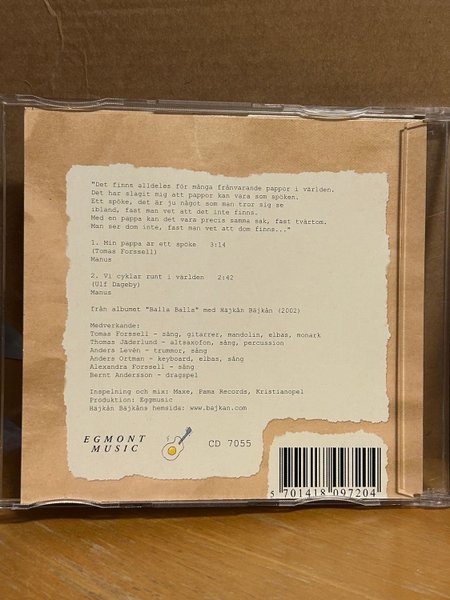 "Det finns alldeles för många frånvarande pappor i världen.
Det har slagit mig att pappor kan vara som spöken.
Ett spöke, det är ju något som man tror sig se
ibland, fast man vet att det inte finns.
Med en pappa kan det vara precis samma sak, fast tvärtom.
Man ser dom inte, fast man vet att dom finns..."
1. Min pappa är ett spöke 3:14
(Tomas Forssell)
Manus
2. Vi cyklar runt i världen 2:42
(Ulf Dageby)
Manus
från albumet "Balla Balla" med Häjkån Bäjkån (2002)
Medverkande:
Tomas Forssell - sång, gitarrer, mandolin, elbas, monark
Thomas Jäderlund - altsaxofon, sång, percussion
Anders Levén - trummor, sång
Anders Ortman - keyboard, elbas, sång
Alexandra Forssell - sång
Bernt Andersson - dragspel
Inspelning och mix: Maxe, Pama Records, Kristianopel
Produktion: Eggmusic
Häjkån Bäjkåns hemsida: www.bajkan.com
EGMONT
MUSIC
CD 7055
5 701418 097204